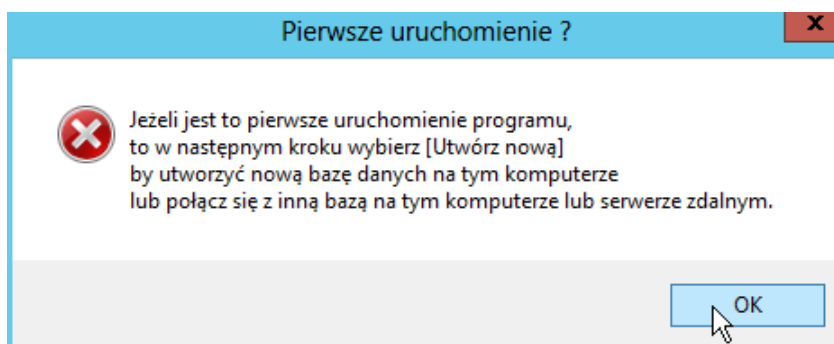 Pierwsze uruchomienie ?
x
Jeżeli jest to pierwsze uruchomienie programu,
to w następnym kroku wybierz [Utwórz nową]
by utworzyć nową bazę danych na tym komputerze
lub połącz się z inną bazą na tym komputerze lub serwerze zdalnym.
OK